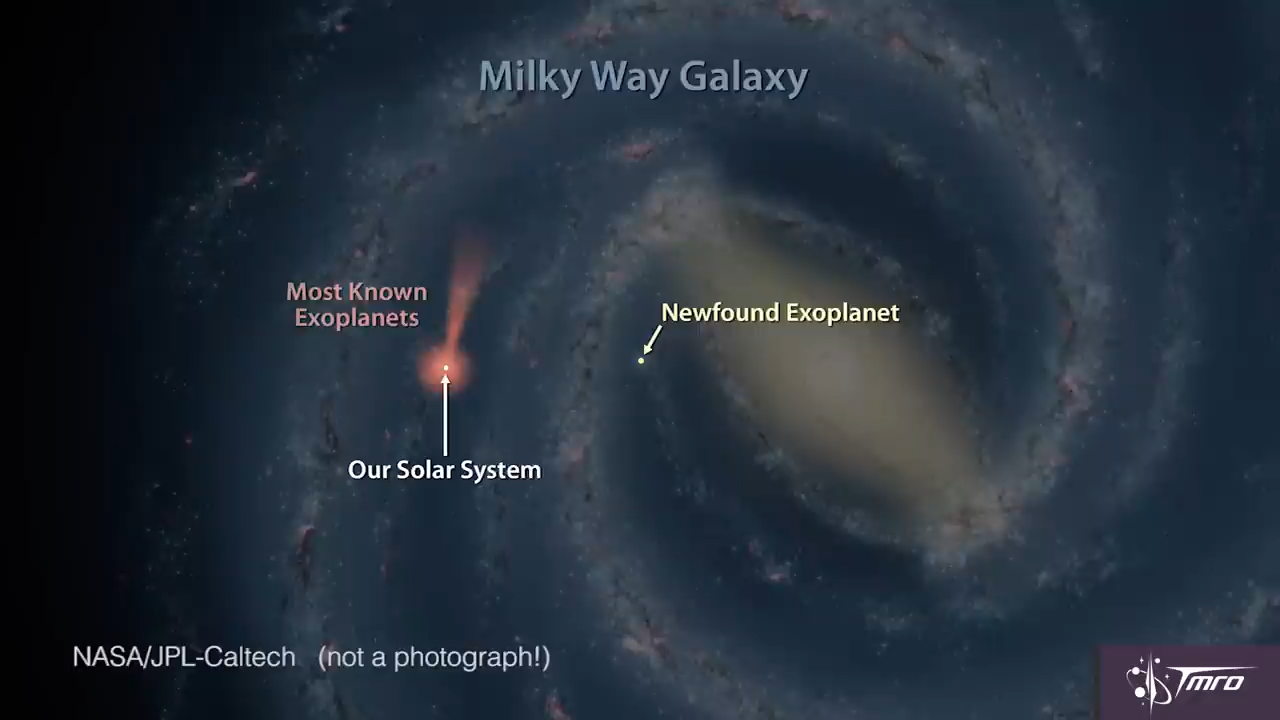 Milky Way Galaxy
Most Known
Exoplanets
Newfound Exoplanet
Our Solar System
NASA/JPL-Caltech (not a photograph!)
TMRO